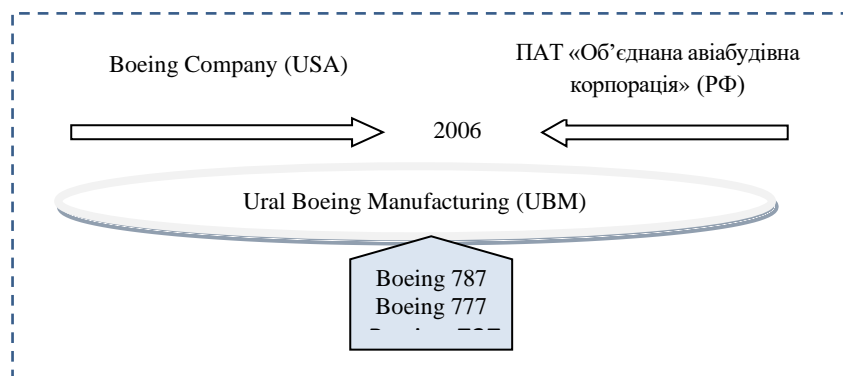 Boeing Company (USA)
ПАТ «Об’єднана авіабудівна
корпорація» (РФ)
2006
Ural Boeing Manufacturing (UBM)
Boeing 787
Boeing 777